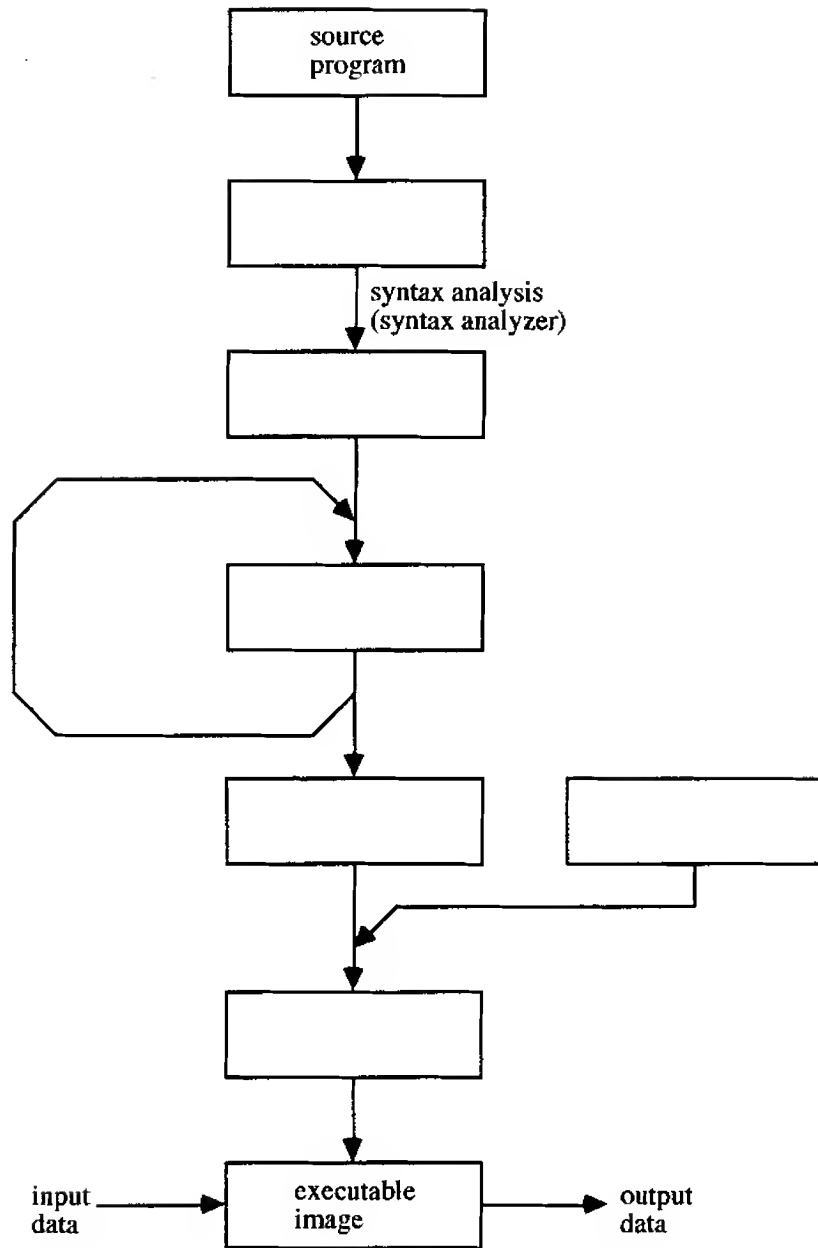 source
program
syntax analysis
(syntax analyzer)
input
data
executable
image
output
data